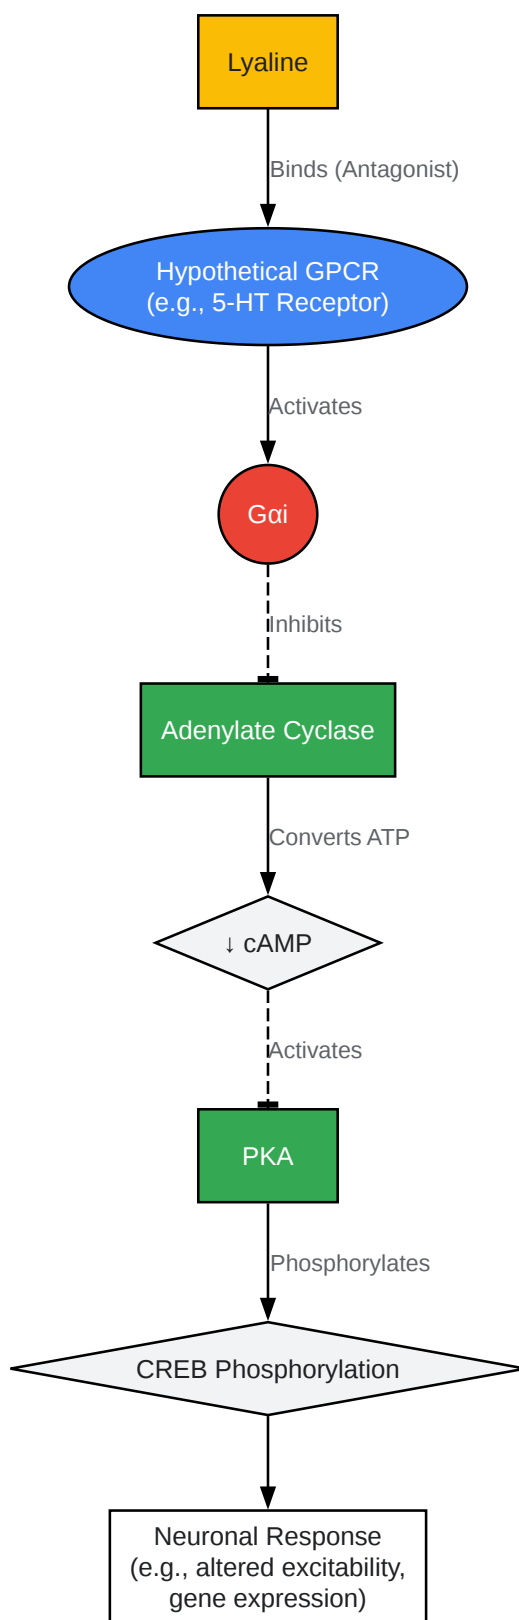 Lyaline
Binds (Antagonist)
Hypothetical GPCR
(e.g., 5-HT Receptor)
Activates
Gαi
Inhibits
Adenylate Cyclase
Converts ATP
↓ cAMP
Activates
PKA
Phosphorylates
CREB Phosphorylation
Neuronal Response
(e.g., altered excitability,
gene expression)